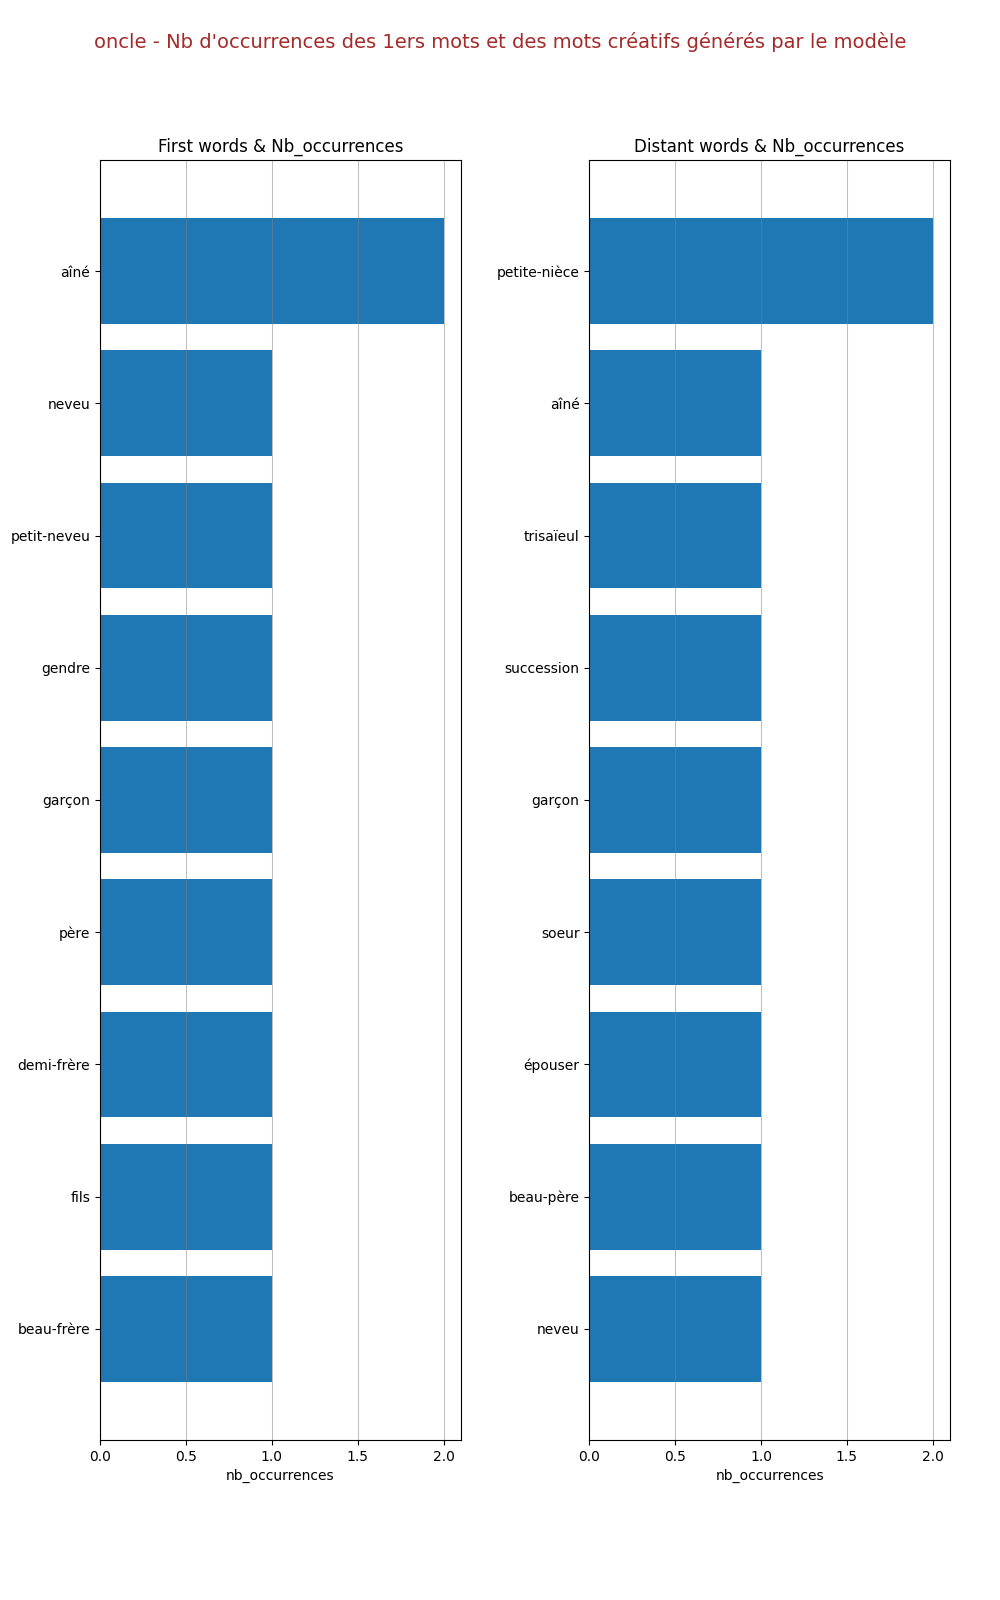 oncle - Nb d'occurrences des 1ers mots et des mots créatifs générés par le modèle
First words & Nb_occurrences
aîné
neveu
petit-neveu
gendre
garçon
père
demi-frère
fils
beau-frère
0.0 0.5 1.0 1.5 2.0
nb_occurrences
Distant words & Nb_occurrences
petite-nièce
aîné
trisaïeul
succession
garçon
soeur
épouser
beau-père
neveu
0.0 0.5 1.0 1.5 2.0
nb_occurrences